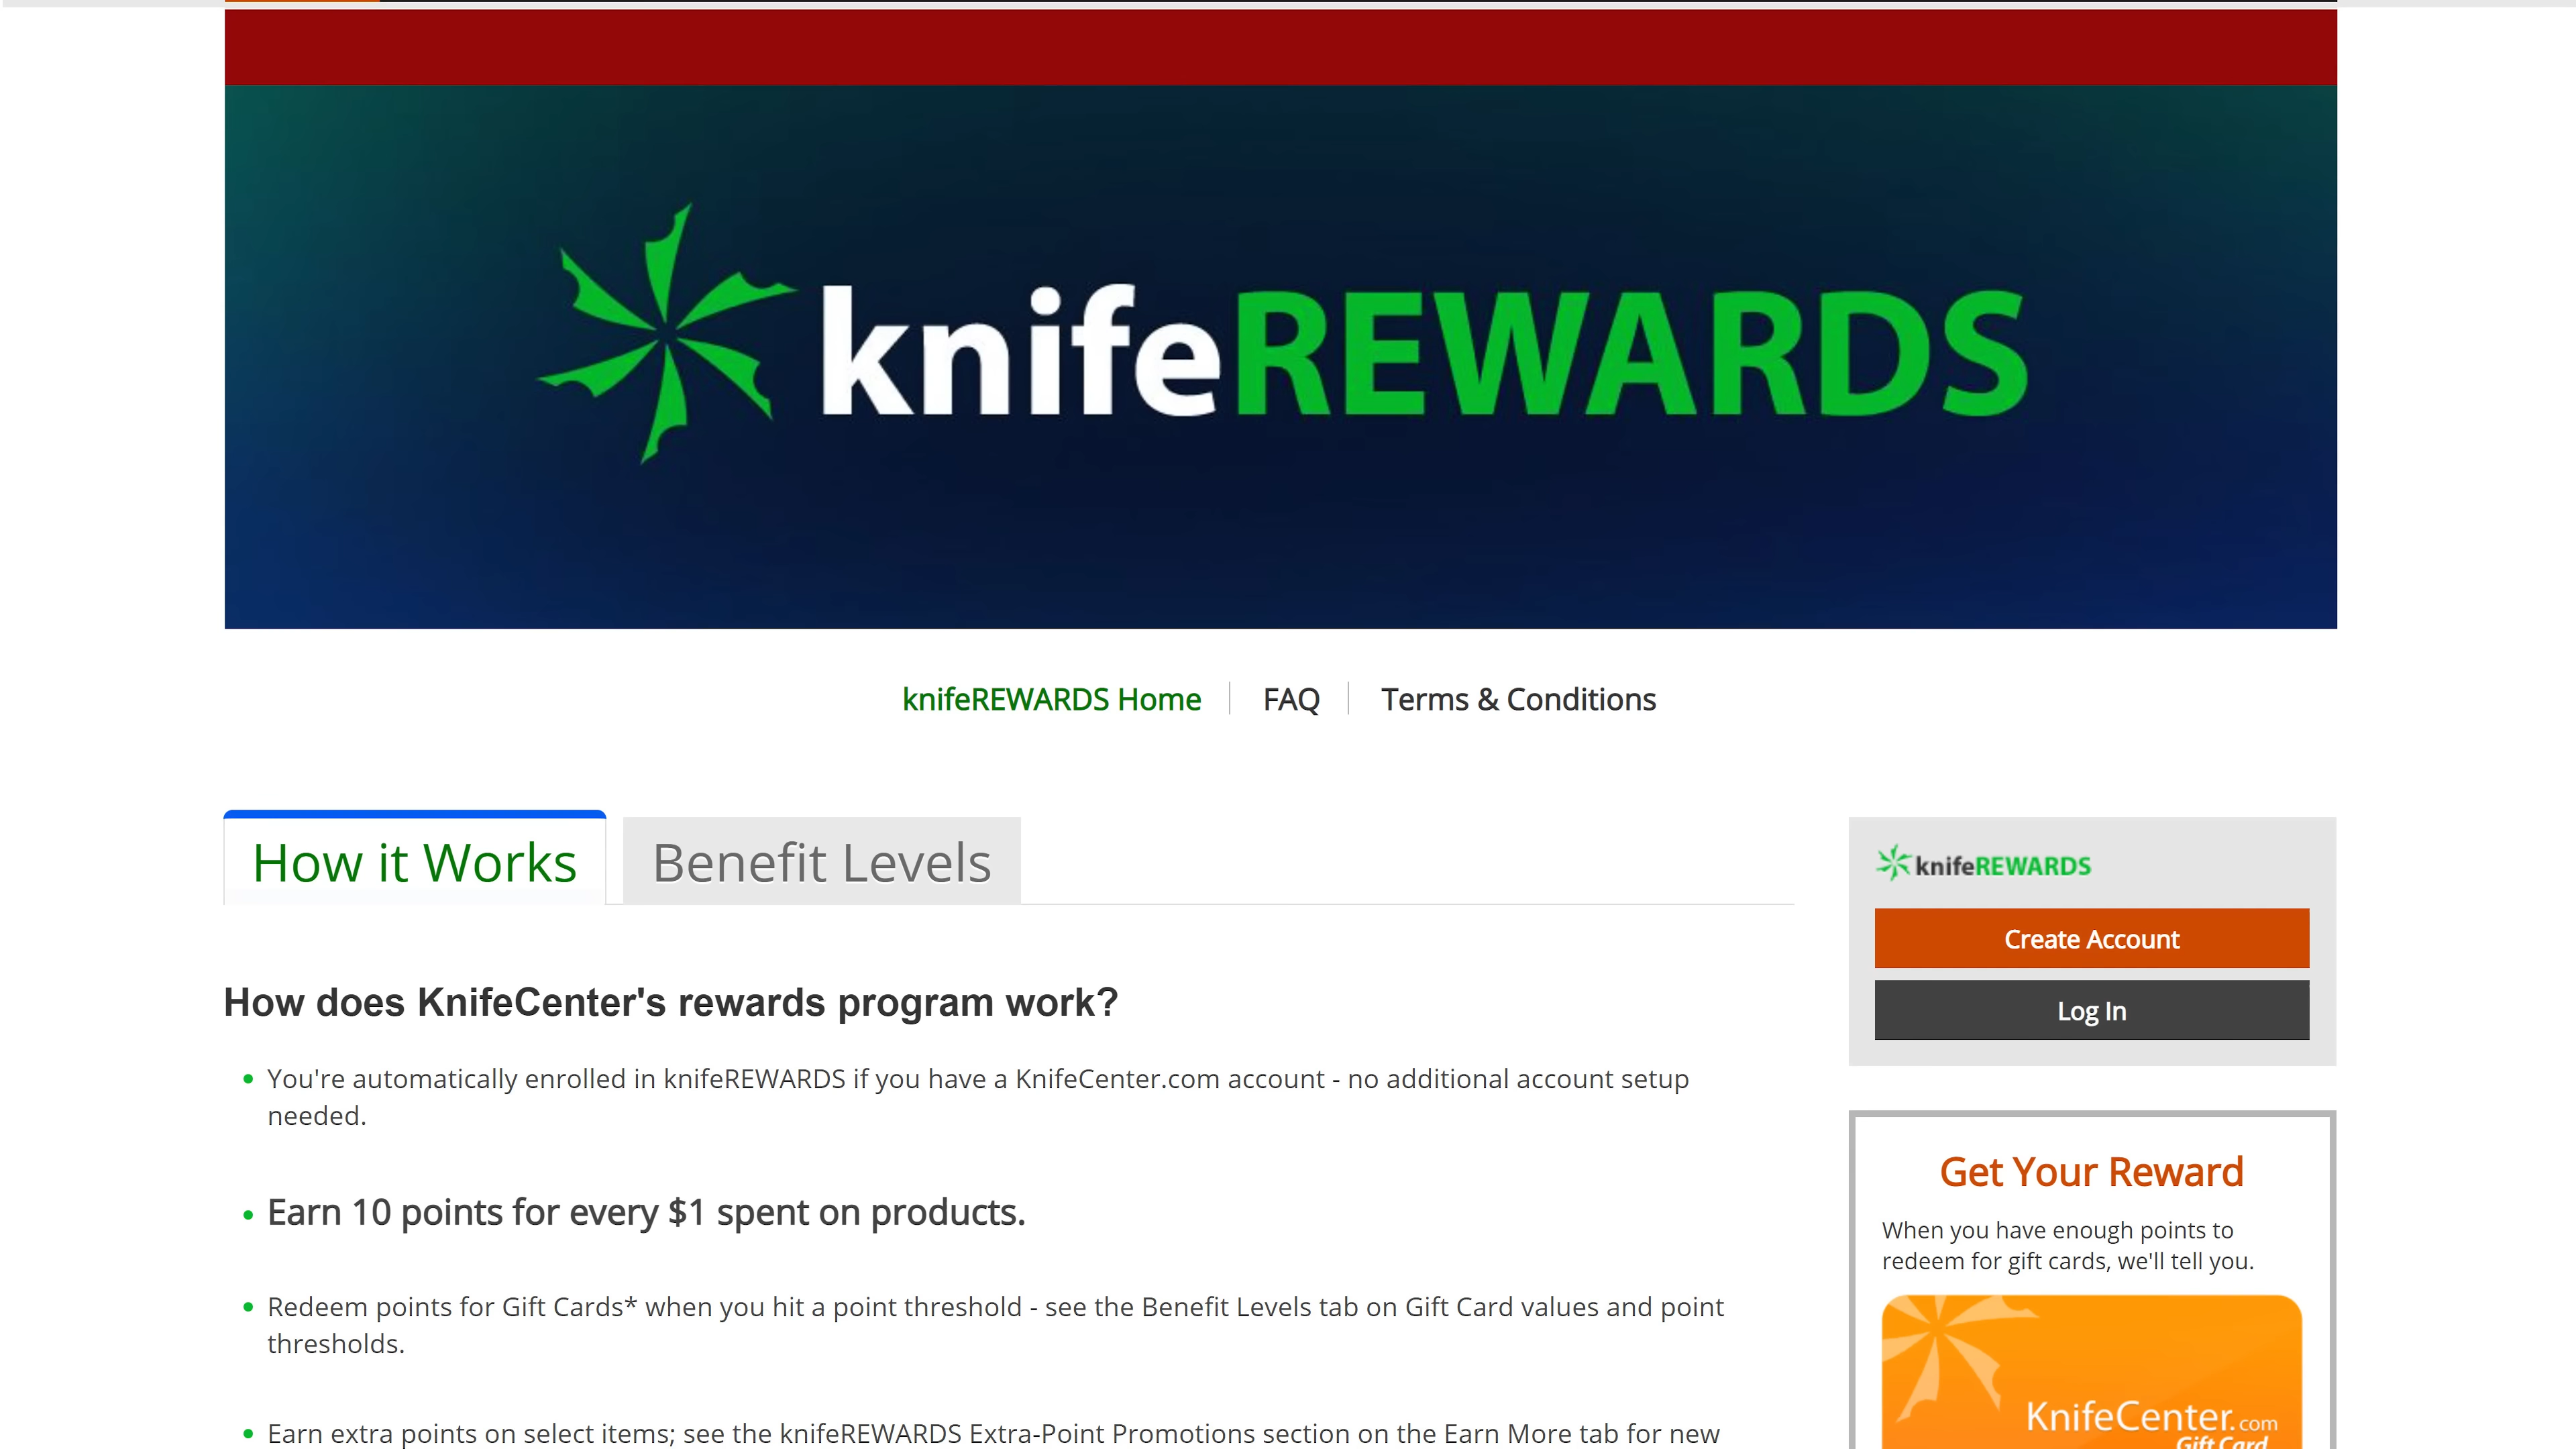 knifeREWARDS
knifeREWARDS Home
FAQ
Terms & Conditions
How it Works
Benefit Levels
How does KnifeCenter's rewards program work?
You're automatically enrolled in knifeREWARDS if you have a KnifeCenter.com account - no additional account setup
needed.
Earn 10 points for every $1 spent on products.
Redeem points for Gift Cards* when you hit a point threshold - see the Benefit Levels tab on Gift Card values and point
thresholds.
Earn extra points on select items; see the knifeREWARDS Extra-Point Promotions section on the Earn More tab for new
knifeREWARDS
Create Account
Log In
Get Your Reward
When you have enough points to
redeem for gift cards, we'll tell you.
KnifeCenter.com
Gift Card